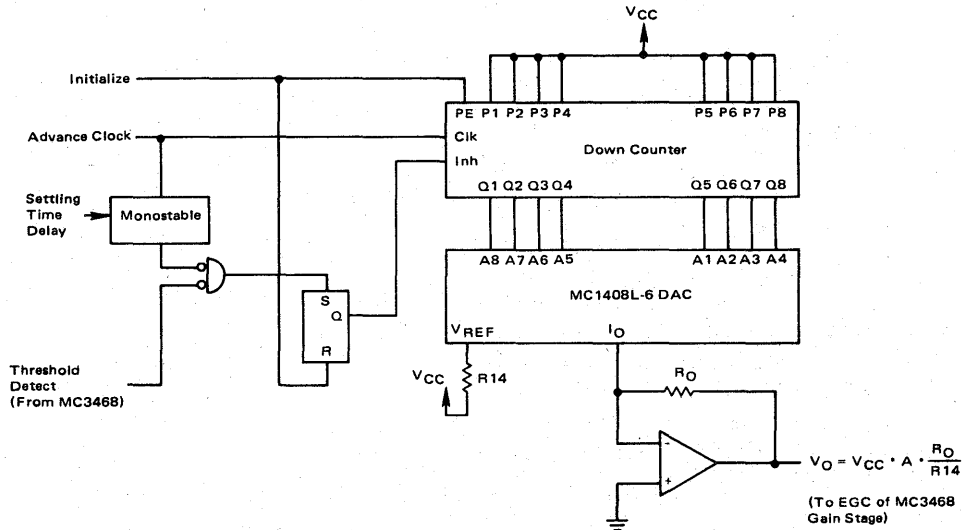 VCC
Initialize
PE P1 P2 P3 P4 P5 P6 P7 P8
Advance Clock
Clk
Down Counter
Inh
Q1 Q2 Q3 Q4 Q5 Q6 Q7 Q8
Settling
Time
Delay
Monostable
A8 A7 A6 A5 A1 A2 A3 A4
MC1408L-6 DAC
S
Q
R
VREF
IO
Threshold
Detect
(From MC3468)
VCC
R14
RO
-
+
VO = VCC • A • RO/R14
(To EGC of MC3468
Gain Stage)